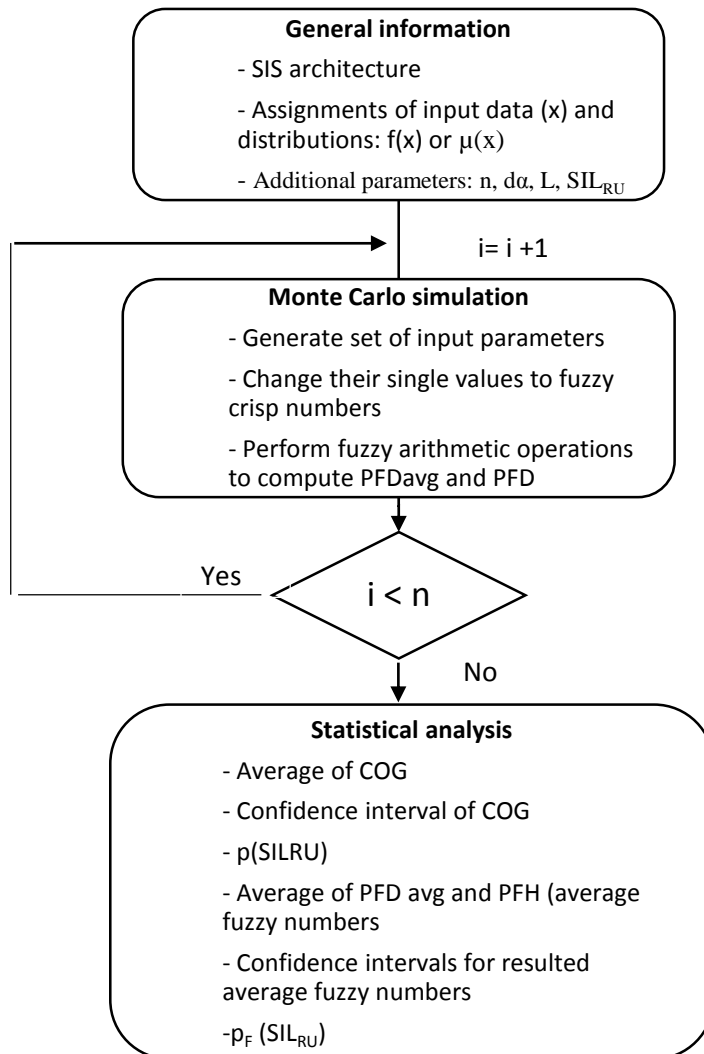 General information
- SIS architecture
- Assignments of input data (x) and
distributions: f(x) or μ(x)
- Additional parameters: n, dα, L, SIL_RU
i= i +1
Monte Carlo simulation
- Generate set of input parameters
- Change their single values to fuzzy
crisp numbers
- Perform fuzzy arithmetic operations
to compute PFDavg and PFD
Yes
i < n
No
Statistical analysis
- Average of COG
- Confidence interval of COG
- p(SILRU)
- Average of PFD avg and PFH (average
fuzzy numbers
- Confidence intervals for resulted
average fuzzy numbers
-p_F (SIL_RU)